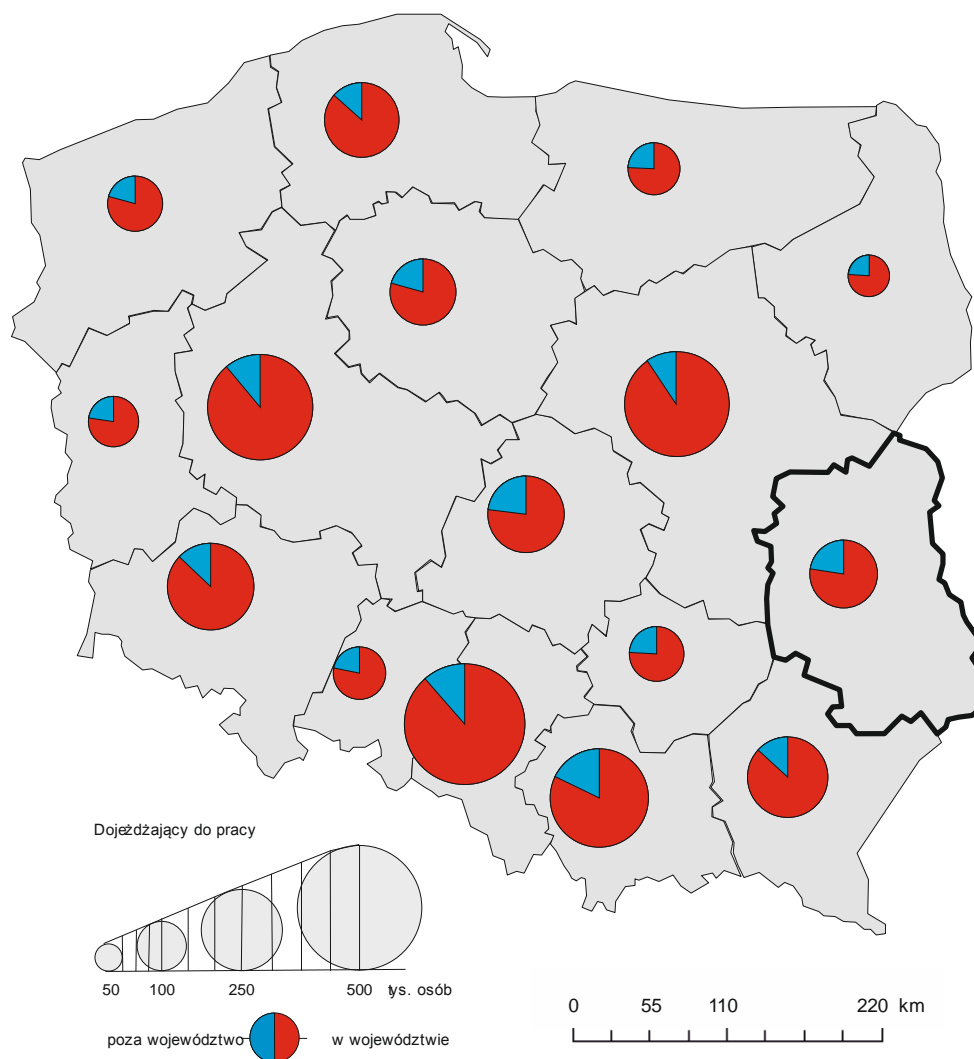 Dojeżdżający do pracy
50 100 250 500 tys. osób
poza województwo w województwie
0 55 110 220 km